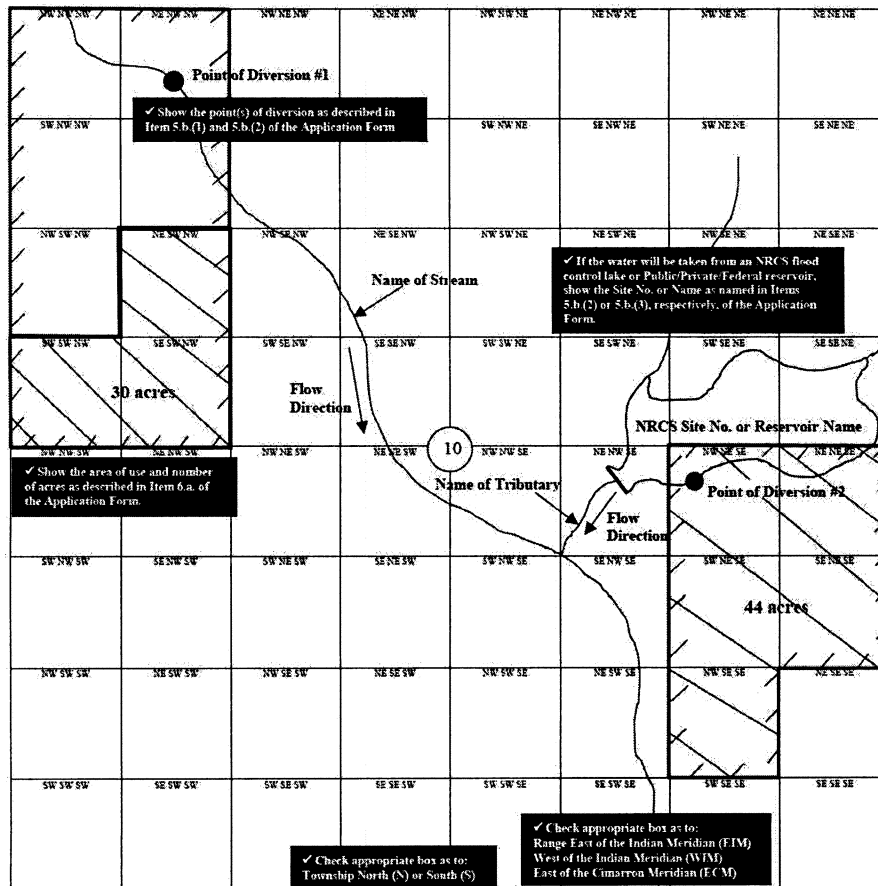 NW NW NW NE NW NW NW NE NW NE NE NW NW NW NE NE NW NE NW NE NE NE NE NE
Point of Diversion #1
✓ Show the point(s) of diversion as described in
Item 5.b.(1) and 5.b.(2) of the Application Form
SW NW NW SW NW NE SE NW NE SW NE NE SE NE NE
NW SW NW NE SW NW NW SE NW NE SE NW NW SW NE NE SW NE NW SE NE NE SE NE
✓ If the water will be taken from an NRCS flood
control lake or Public/Private/Federal reservoir,
show the Site No. or Name as named in Items
5.b.(2) or 5.b.(3), respectively, of the Application
Form.
Name of Stream
SW SW NW SE SW NW SW SE NW SE SE NW SW SW NE SE SW NE SW SE NE SE SE NE
30 acres
Flow
Direction
NRCS Site No. or Reservoir Name
10
NW NW SW NE NW SW NW NE SW NE NE SW NW NW SE NE NW SE NW NE SE NE NE SE
✓ Show the area of use and number
of acres as described in Item 6.a. of
the Application Form.
Name of Tributary
Point of Diversion #2
Flow
Direction
SW NW SW SE NW SW SW NE SW SE NE SW SW NW SE SE NW SE SW NE SE SE NE SE
44 acres
NW SW SW NE SW SW NW SE SW NE SE SW NW SW SE NE SW SE NW SE SE NE SE SE
SW SW SW SE SW SW SW SE SW SE SE SW SW SW SE SE SW SE SW SE SE SE SE SE
✓ Check appropriate box as to:
Township North (N) or South (S)
✓ Check appropriate box as to:
Range East of the Indian Meridian (EIM)
West of the Indian Meridian (WIM)
East of the Cimarron Meridian (ECM)